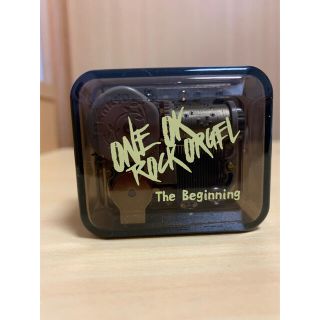 ONE OK
ROCK ORGEL
The Beginning